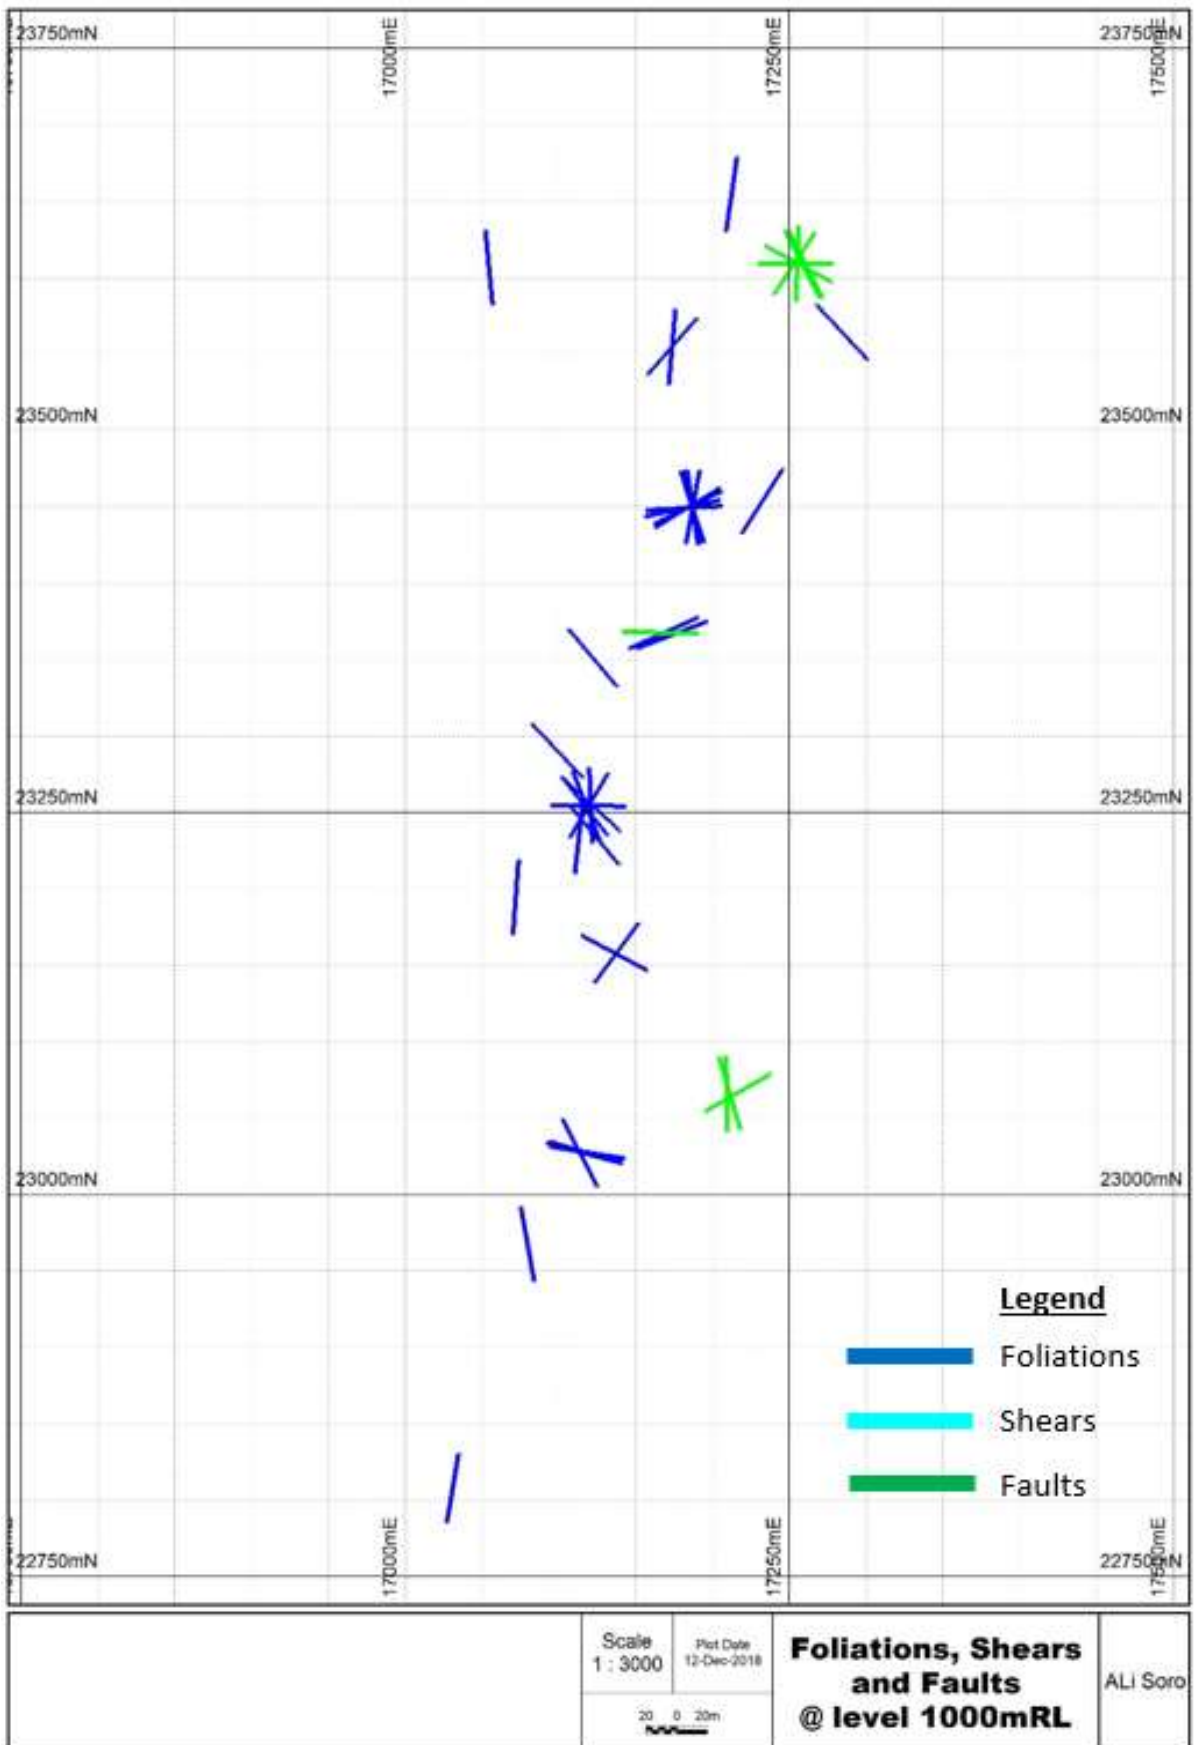 17000mE
17250mE
17500mE
23750mN
23750mN
23500mN
23500mN
23250mN
23250mN
23000mN
23000mN
Legend
Foliations
Shears
Faults
17000mE
17250mE
22750mN
22750mN
Scale
1 : 3000
Plot Date
12-Dec-2018
20 0 20m
Foliations, Shears
and Faults
@ level 1000mRL
ALi Soro